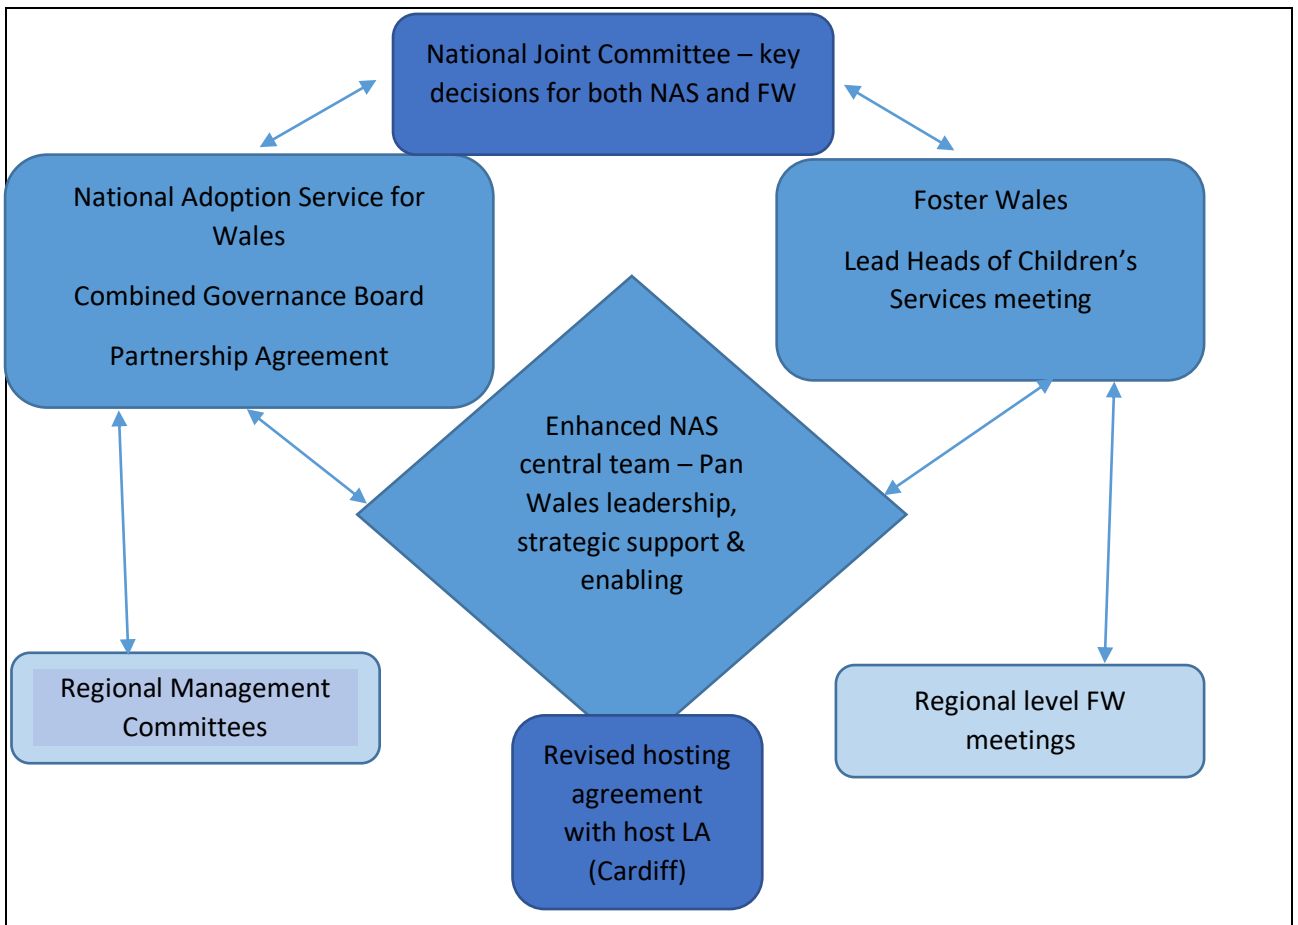 National Joint Committee – key
decisions for both NAS and FW
National Adoption Service for
Wales
Combined Governance Board
Partnership Agreement
Foster Wales
Lead Heads of Children’s
Services meeting
Enhanced NAS
central team – Pan
Wales leadership,
strategic support &
enabling
Regional Management
Committees
Regional level FW
meetings
Revised hosting
agreement
with host LA
(Cardiff)